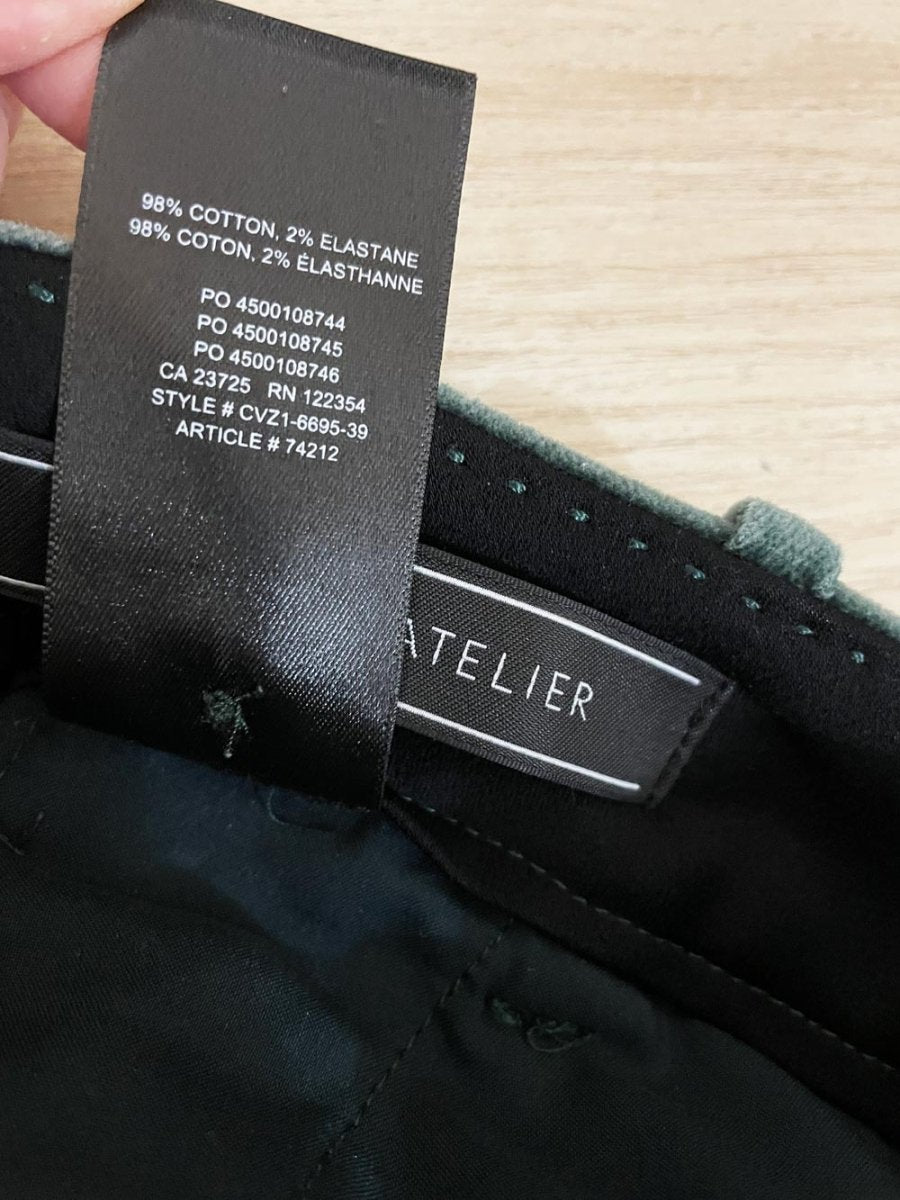 98% COTTON, 2% ELASTANE
98% COTON, 2% ÉLASTHANNE
PO 4500108744
PO 4500108745
PO 4500108746
CA 23725 RN 122354
STYLE # CVZ1-6695-39
ARTICLE # 74212
ATELIER